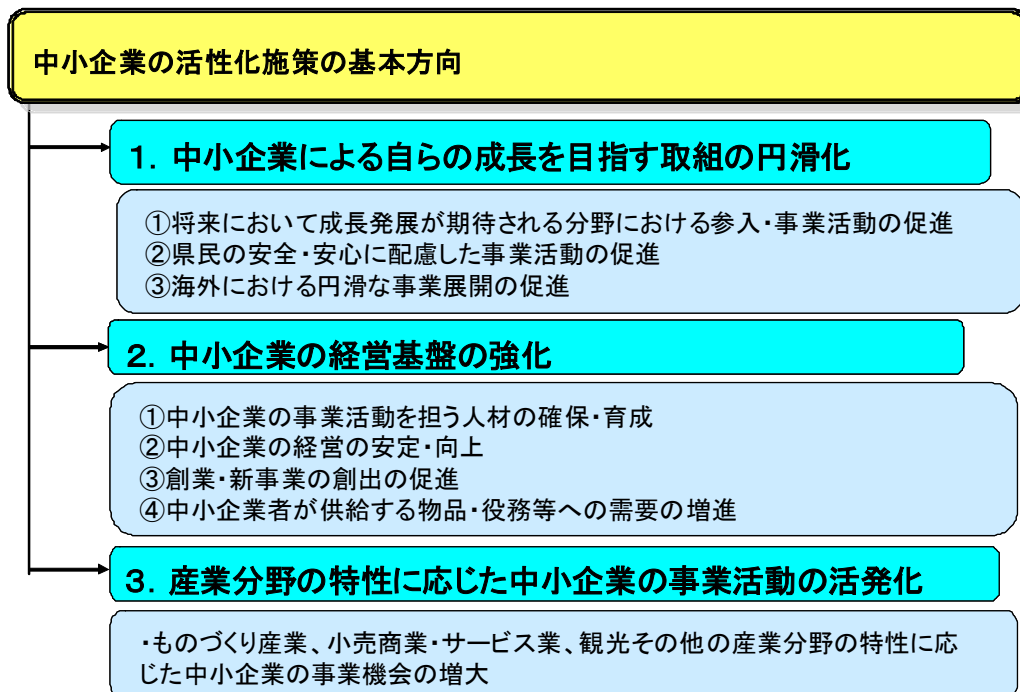 中小企業の活性化施策の基本方向
１．中小企業による自らの成長を目指す取組の円滑化
①将来において成長発展が期待される分野における参入・事業活動の促進
②県民の安全・安心に配慮した事業活動の促進
③海外における円滑な事業展開の促進
２．中小企業の経営基盤の強化
①中小企業の事業活動を担う人材の確保・育成
②中小企業の経営の安定・向上
③創業・新事業の創出の促進
④中小企業者が供給する物品・役務等への需要の増進
３．産業分野の特性に応じた中小企業の事業活動の活発化
・ものづくり産業、小売商業・サービス業、観光その他の産業分野の特性に応
じた中小企業の事業機会の増大